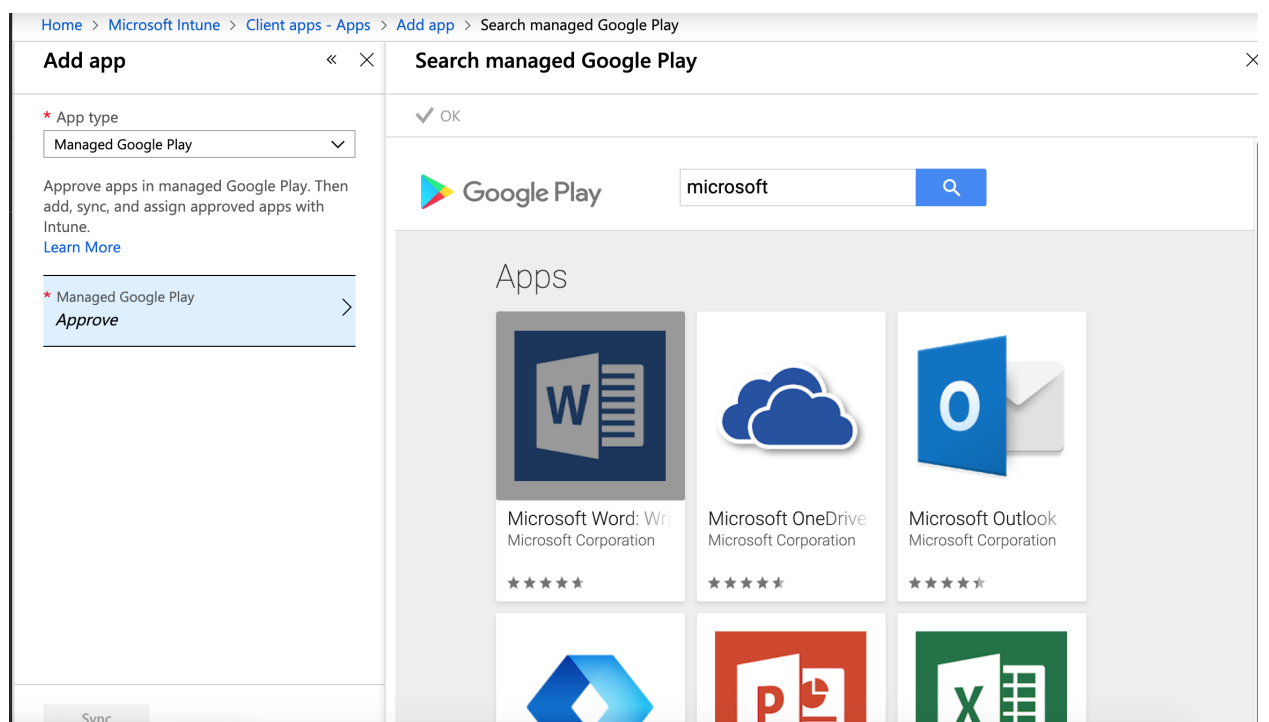 Home > Microsoft Intune > Client apps - Apps > Add app > Search managed Google Play
Add app « ×
Search managed Google Play ×
* App type
Managed Google Play
Approve apps in managed Google Play. Then
add, sync, and assign approved apps with
Intune.
Learn More
* Managed Google Play
Approve
Sync
OK
Google Play
microsoft
Apps
W
O
Microsoft Word: Wri
Microsoft OneDrive
Microsoft Outlook
Microsoft Corporation
Microsoft Corporation
Microsoft Corporation
P
X